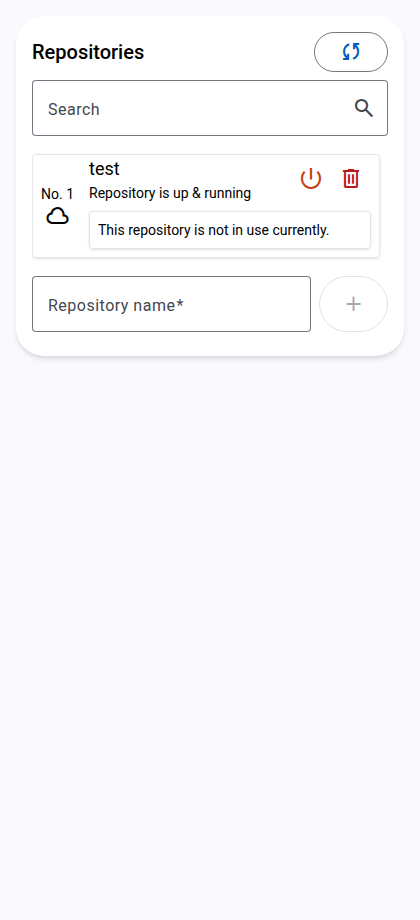 Repositories
Search
test
No. 1
Repository is up & running
This repository is not in use currently.
Repository name*